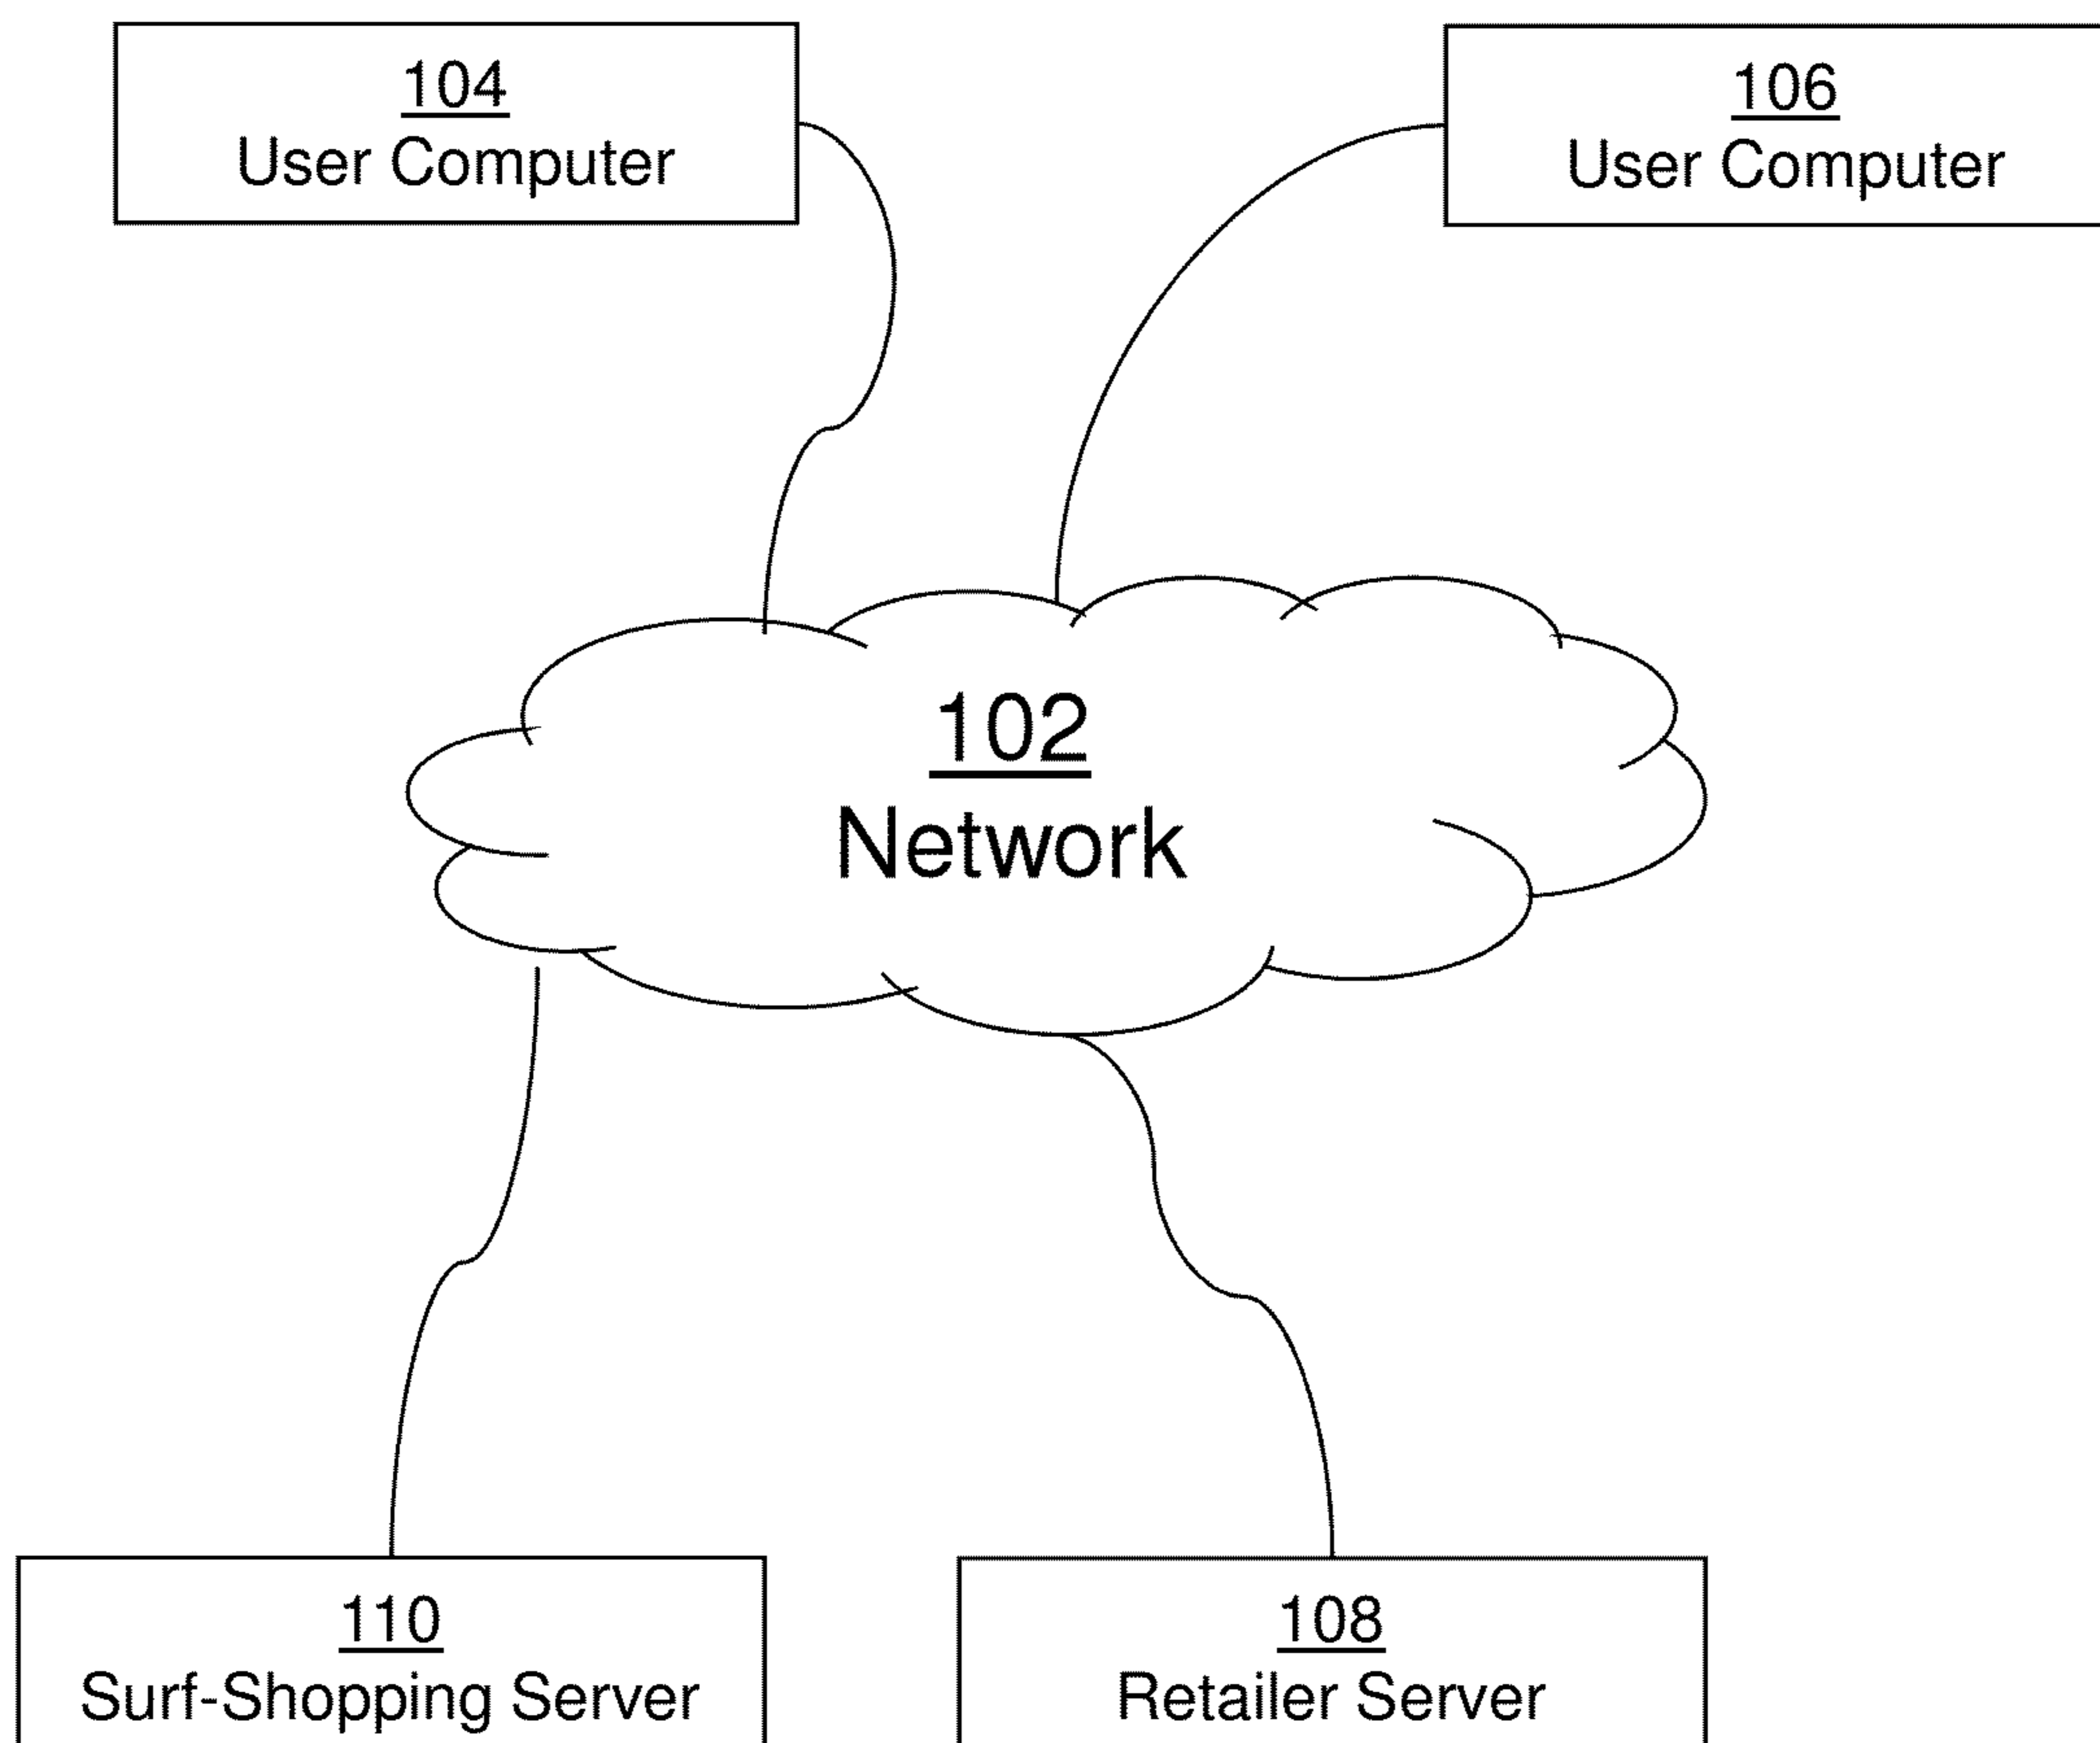 104
User Computer
106
User Computer
102
Network
110
Surf-Shopping Server
108
Retailer Server